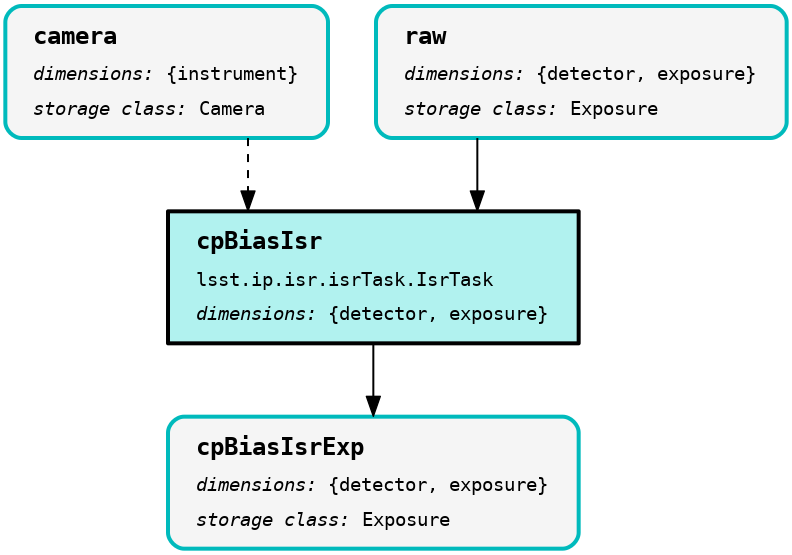 camera
dimensions: {instrument}
storage class: Camera
raw
dimensions: {detector, exposure}
storage class: Exposure
cpBiasIsr
lsst.ip.isr.isrTask.IsrTask
dimensions: {detector, exposure}
cpBiasIsrExp
dimensions: {detector, exposure}
storage class: Exposure